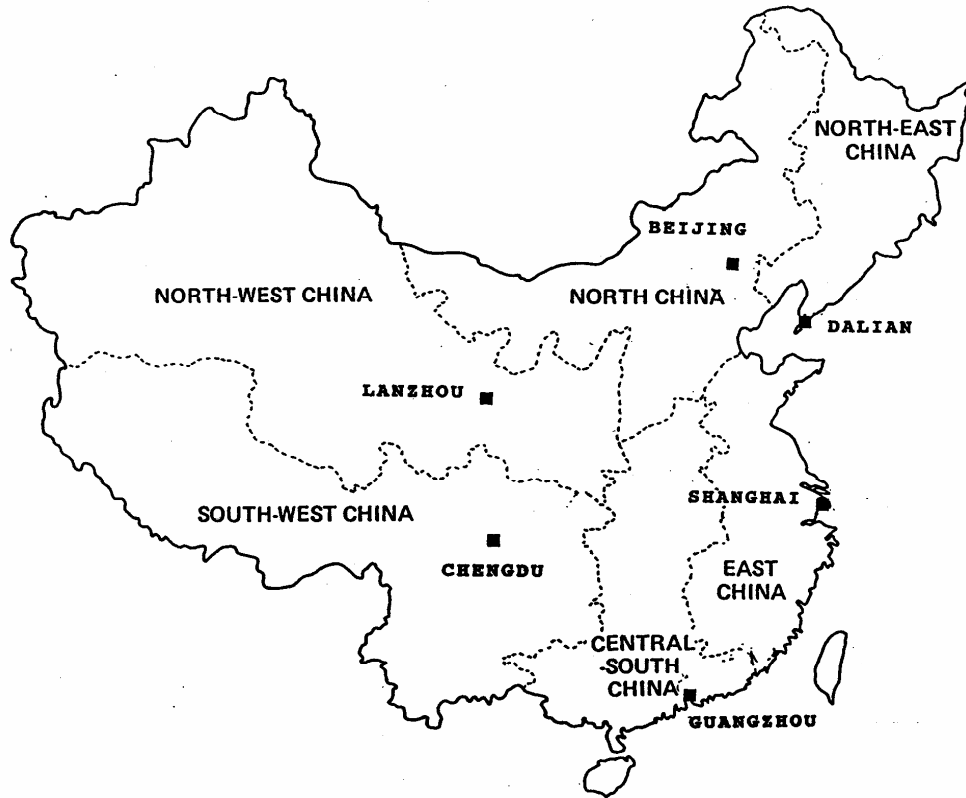 NORTH-EAST
CHINA
BEIJING
NORTH-WEST CHINA
NORTH CHINA
DALIAN
LANZHOU
SHANGHAI
SOUTH-WEST CHINA
CHENGDU
EAST
CHINA
CENTRAL
-SOUTH
CHINA
GUANGZHOU